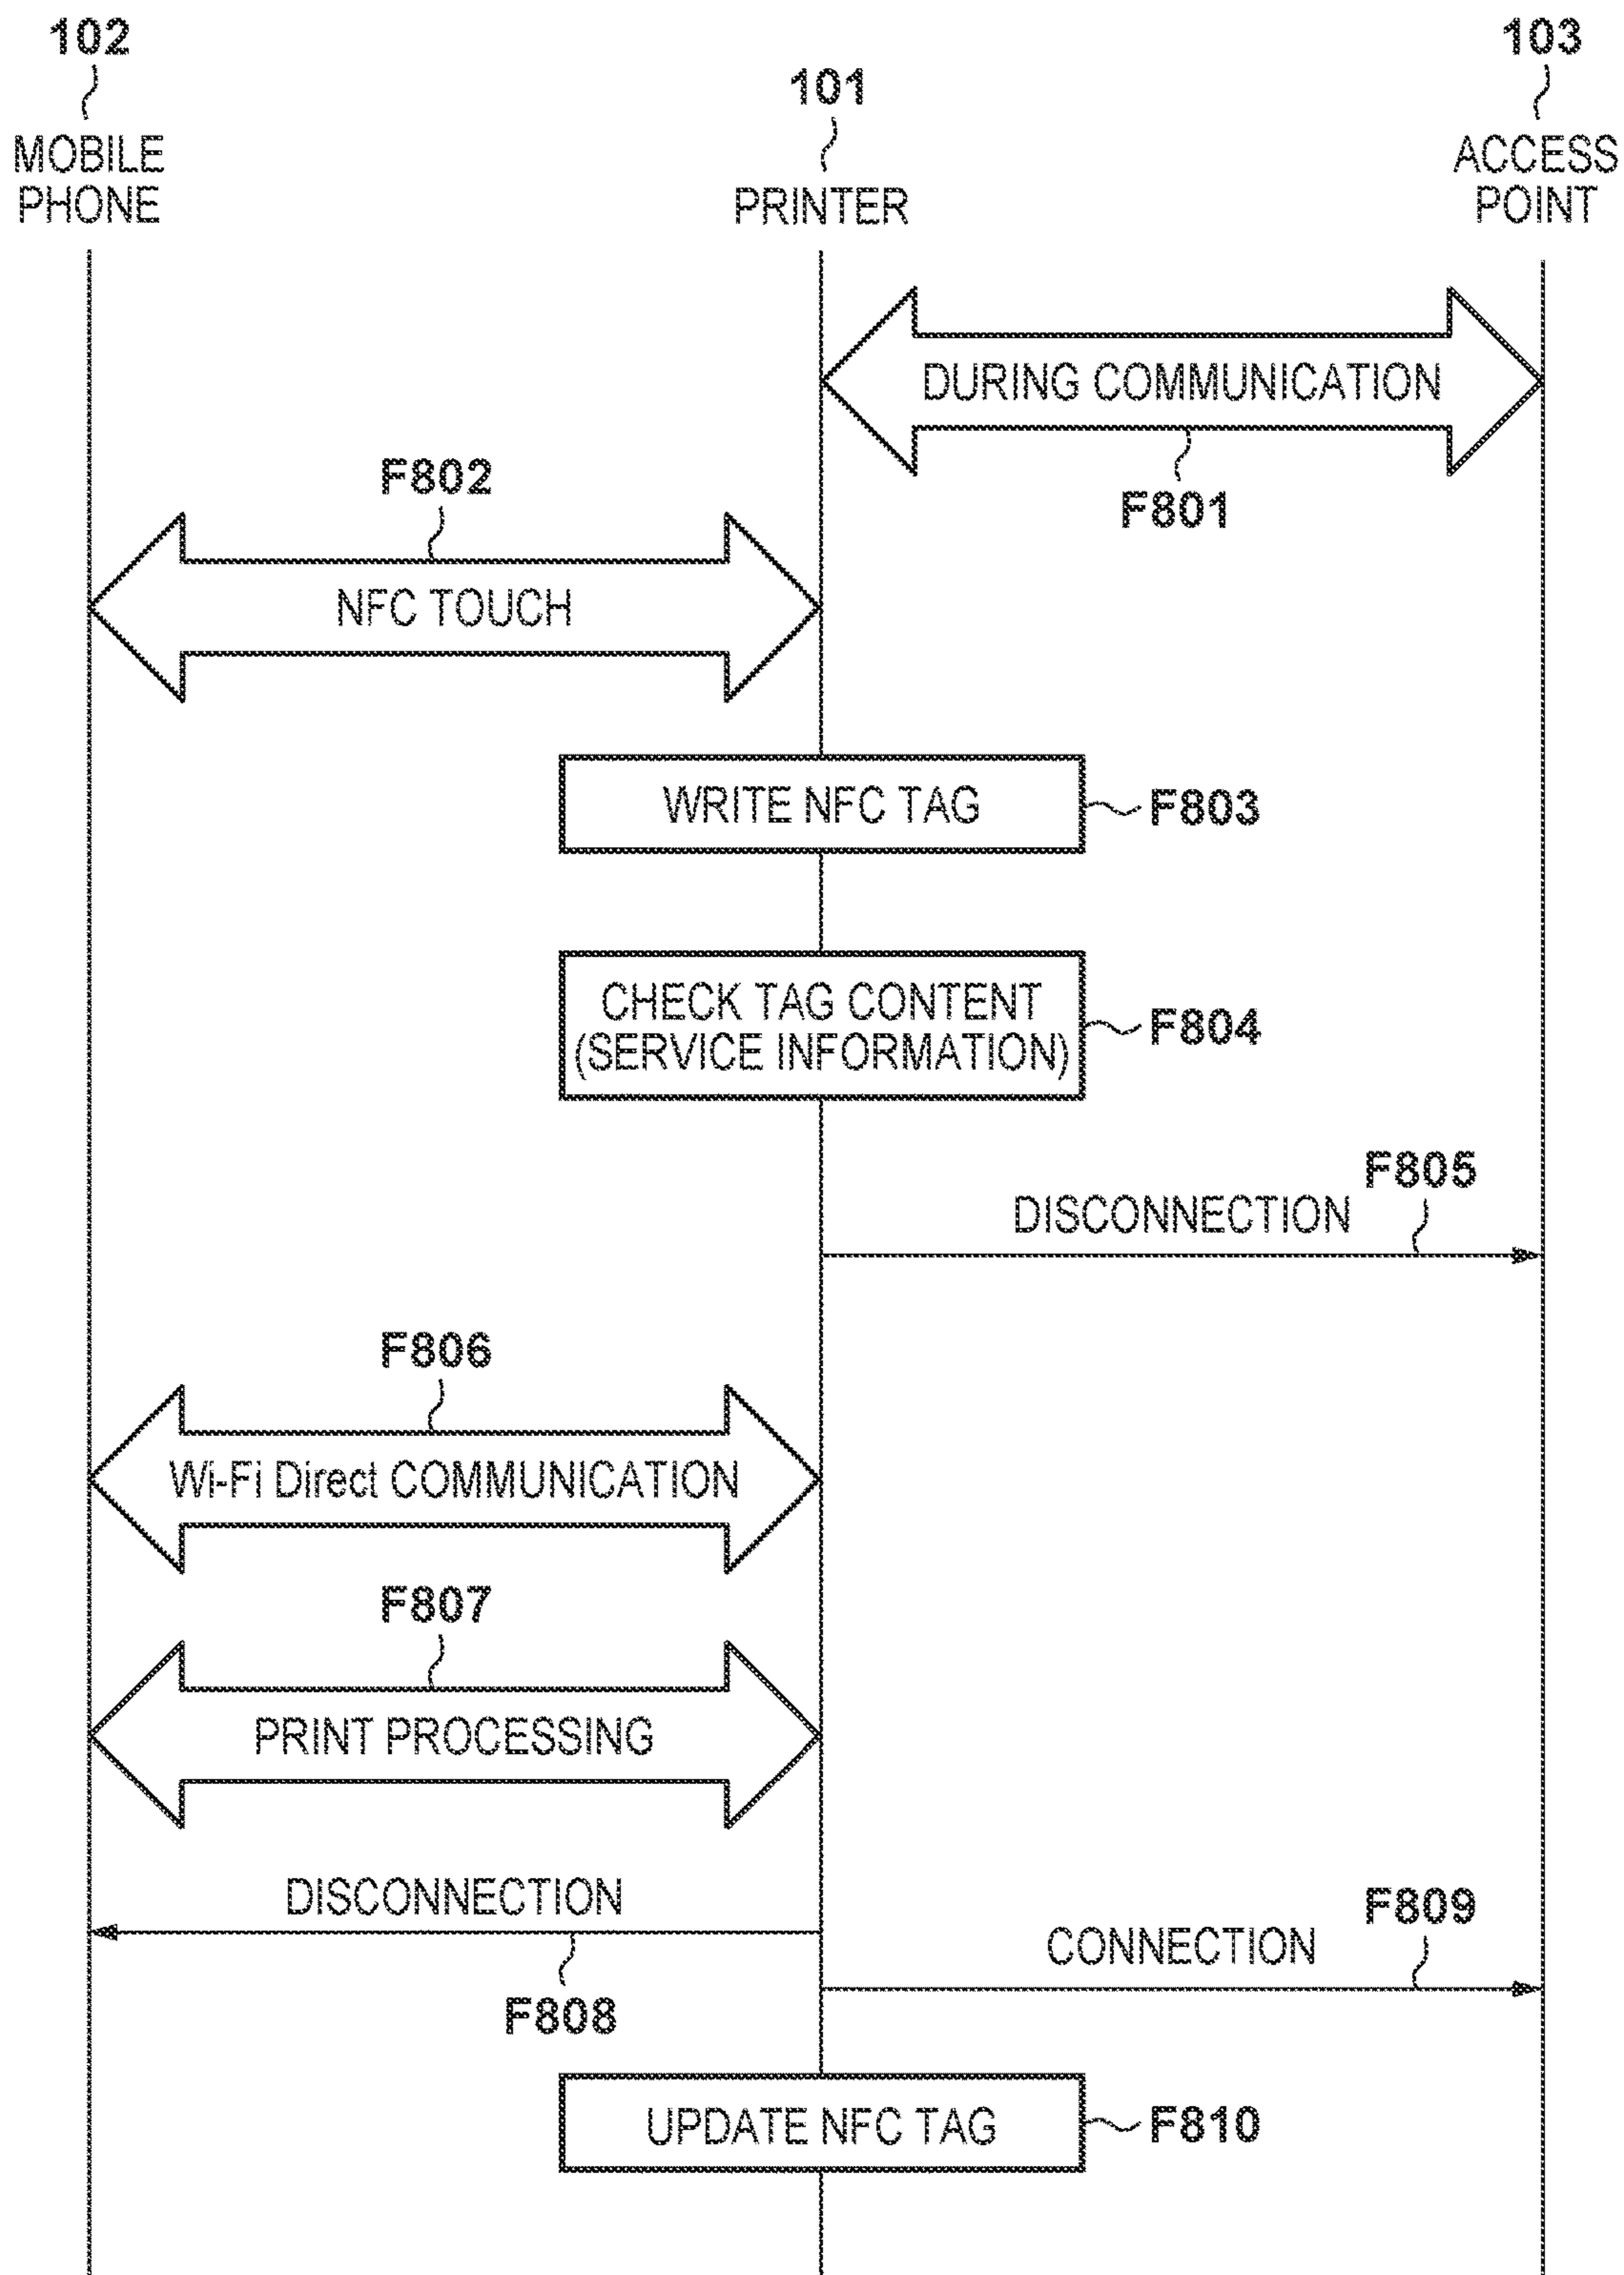 102
MOBILE
PHONE
101
PRINTER
103
ACCESS
POINT
DURING COMMUNICATION
F801
F802
NFC TOUCH
WRITE NFC TAG
F803
CHECK TAG CONTENT
(SERVICE INFORMATION)
F804
F805
DISCONNECTION
F806
Wi-Fi Direct COMMUNICATION
F807
PRINT PROCESSING
DISCONNECTION
F808
F809
CONNECTION
UPDATE NFC TAG
F810